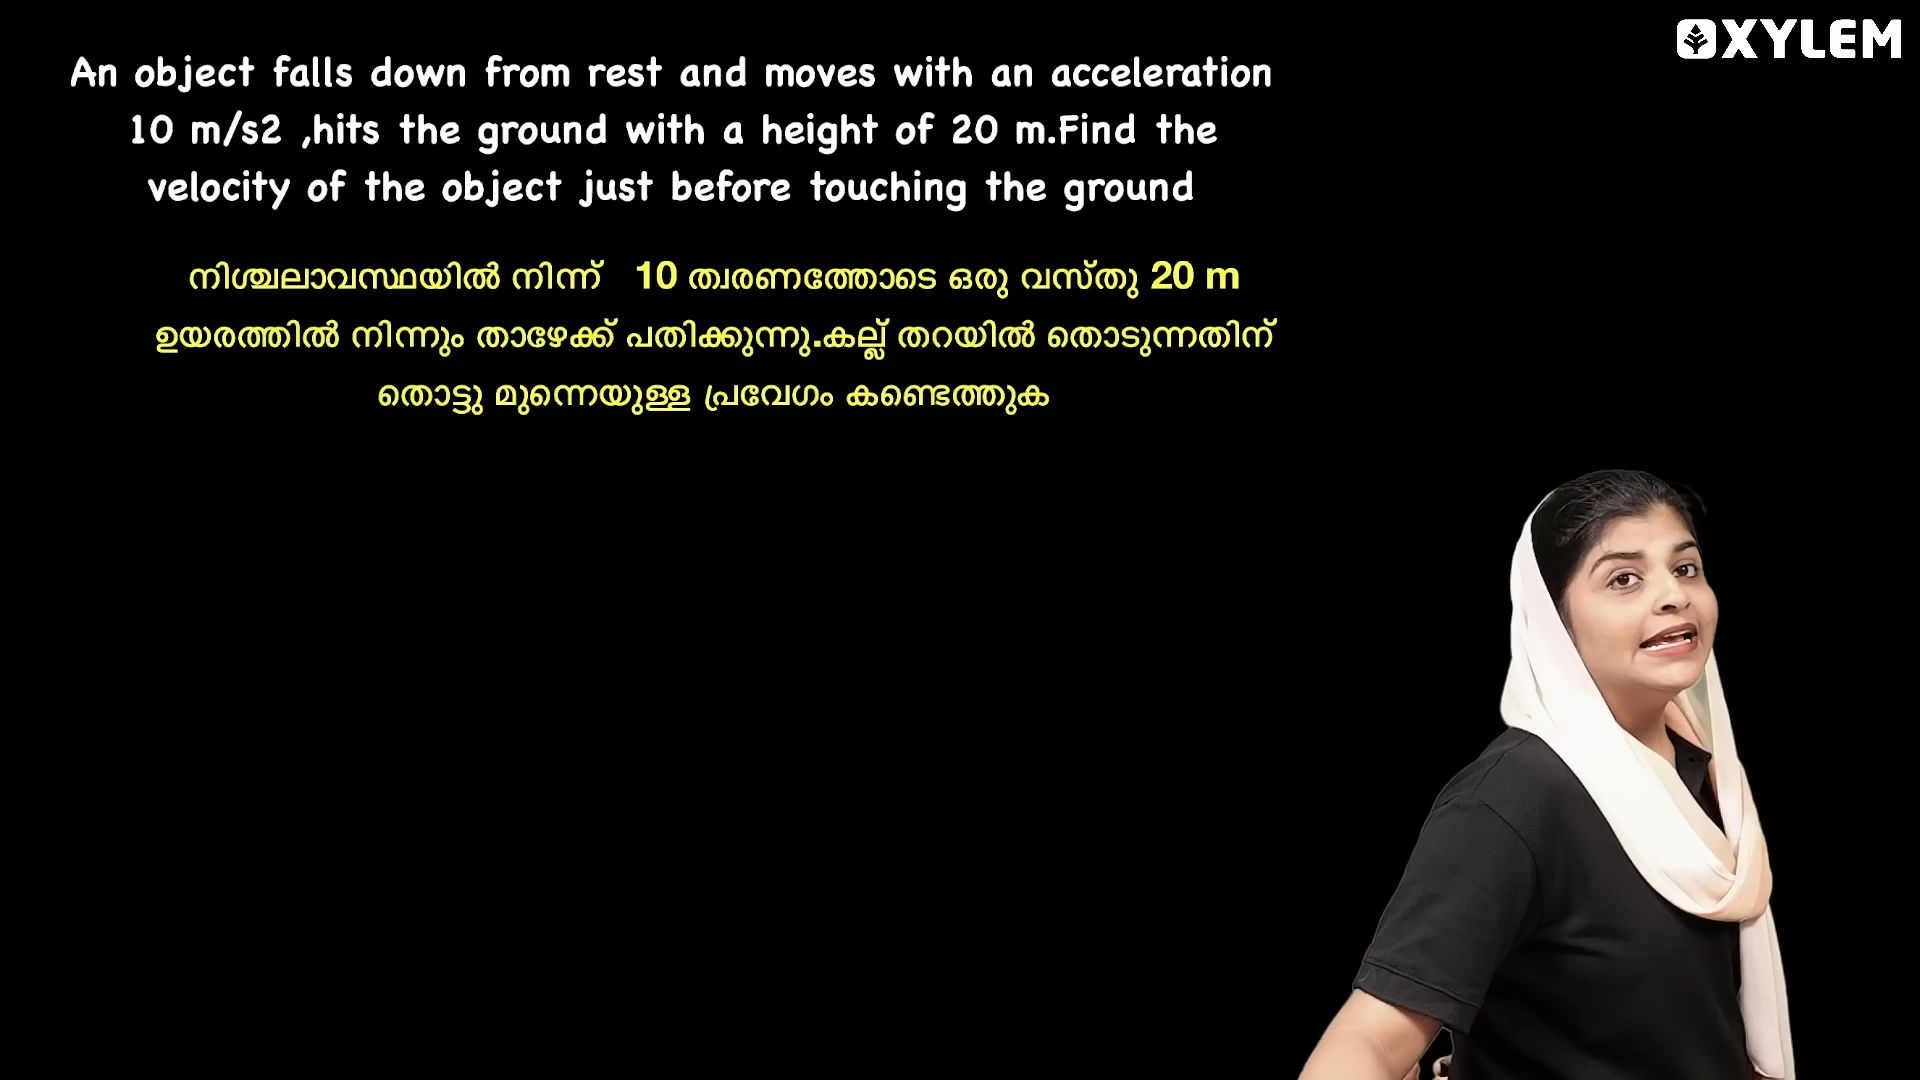 XYLEM
An object falls down from rest and moves with an acceleration
10 m/s2 ,hits the ground with a height of 20 m.Find the
velocity of the object just before touching the ground
നിശ്ചലാവസ്ഥയിൽ നിന്ന് 10 ത്വരണത്തോടെ ഒരു വസ്തു 20 m
ഉയരത്തിൽ നിന്നും താഴേക്ക് പതിക്കുന്നു.കല്ല് തറയിൽ തൊടുന്നതിന്
തൊട്ടു മുന്നെയുള്ള പ്രവേഗം കണ്ടെത്തുക